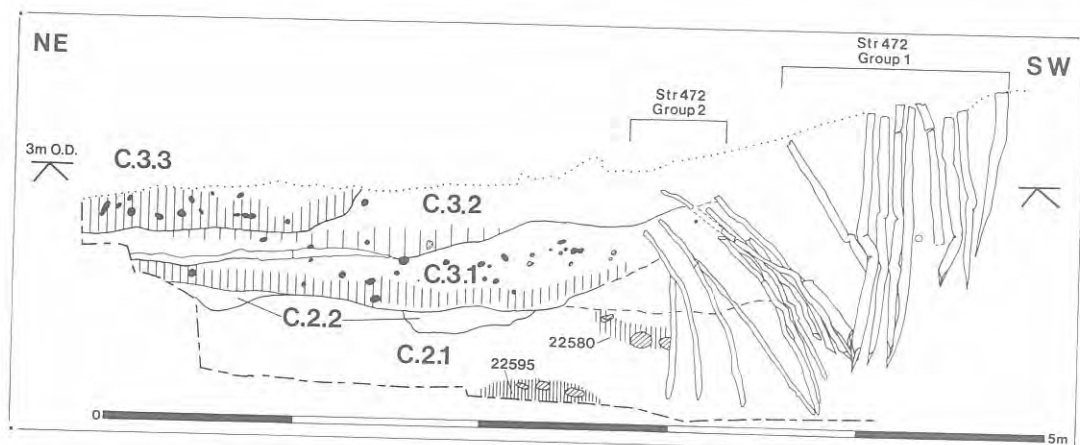 NE
Str 472
Group 1
SW
Str 472
Group 2
3m O.D.
C.3.3
C.3.2
C.3.1
C.2.2
C.2.1
22580
22595
0
5m